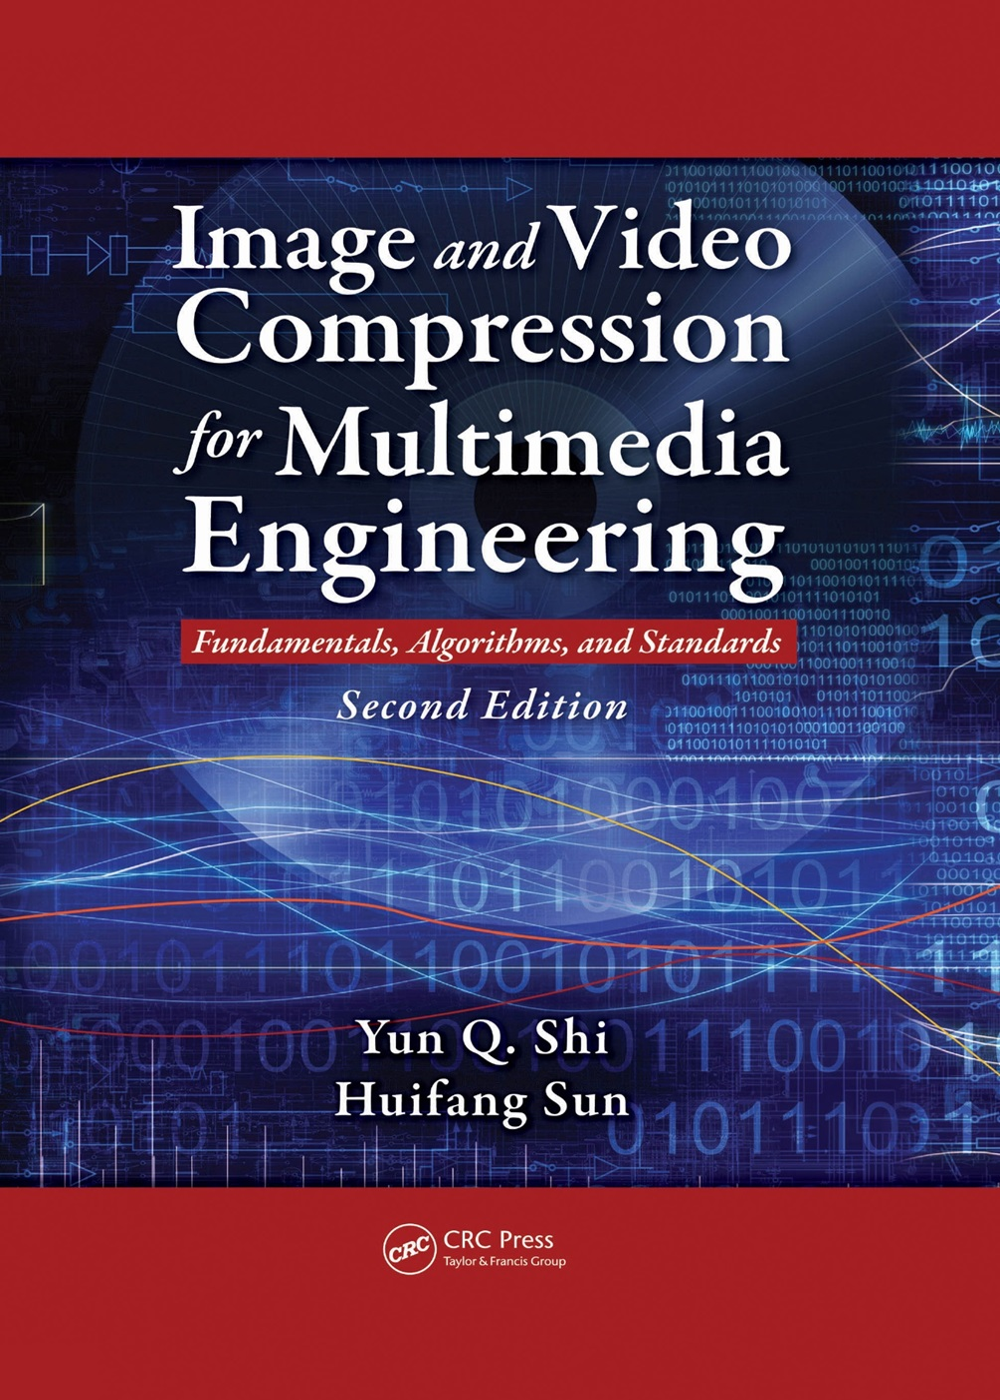 Image and Video
Compression
for Multimedia
Engineering
Fundamentals, Algorithms, and Standards
Second Edition
Yun Q. Shi
Huifang Sun
CRC
CRC Press
Taylor & Francis Group